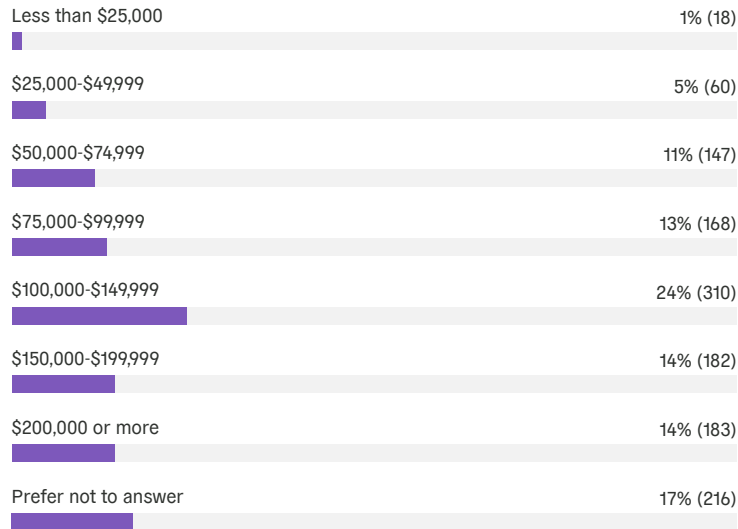 Less than $25,000 1% (18)
$25,000-$49,999 5% (60)
$50,000-$74,999 11% (147)
$75,000-$99,999 13% (168)
$100,000-$149,999 24% (310)
$150,000-$199,999 14% (182)
$200,000 or more 14% (183)
Prefer not to answer 17% (216)